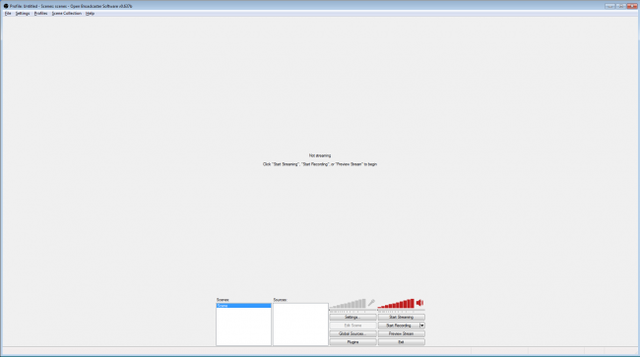 Profile: Untitled - Scenes: scenes - Open Broadcaster Software v0.657b
File Settings Profiles Scene Collection Help
Not streaming
Click "Start Streaming", "Start Recording", or "Preview Stream" to begin
Scenes
Sources
Scene
Settings...
Start Streaming
Edit Scene
Start Recording
Global Sources...
Preview Stream
Plugins
Exit